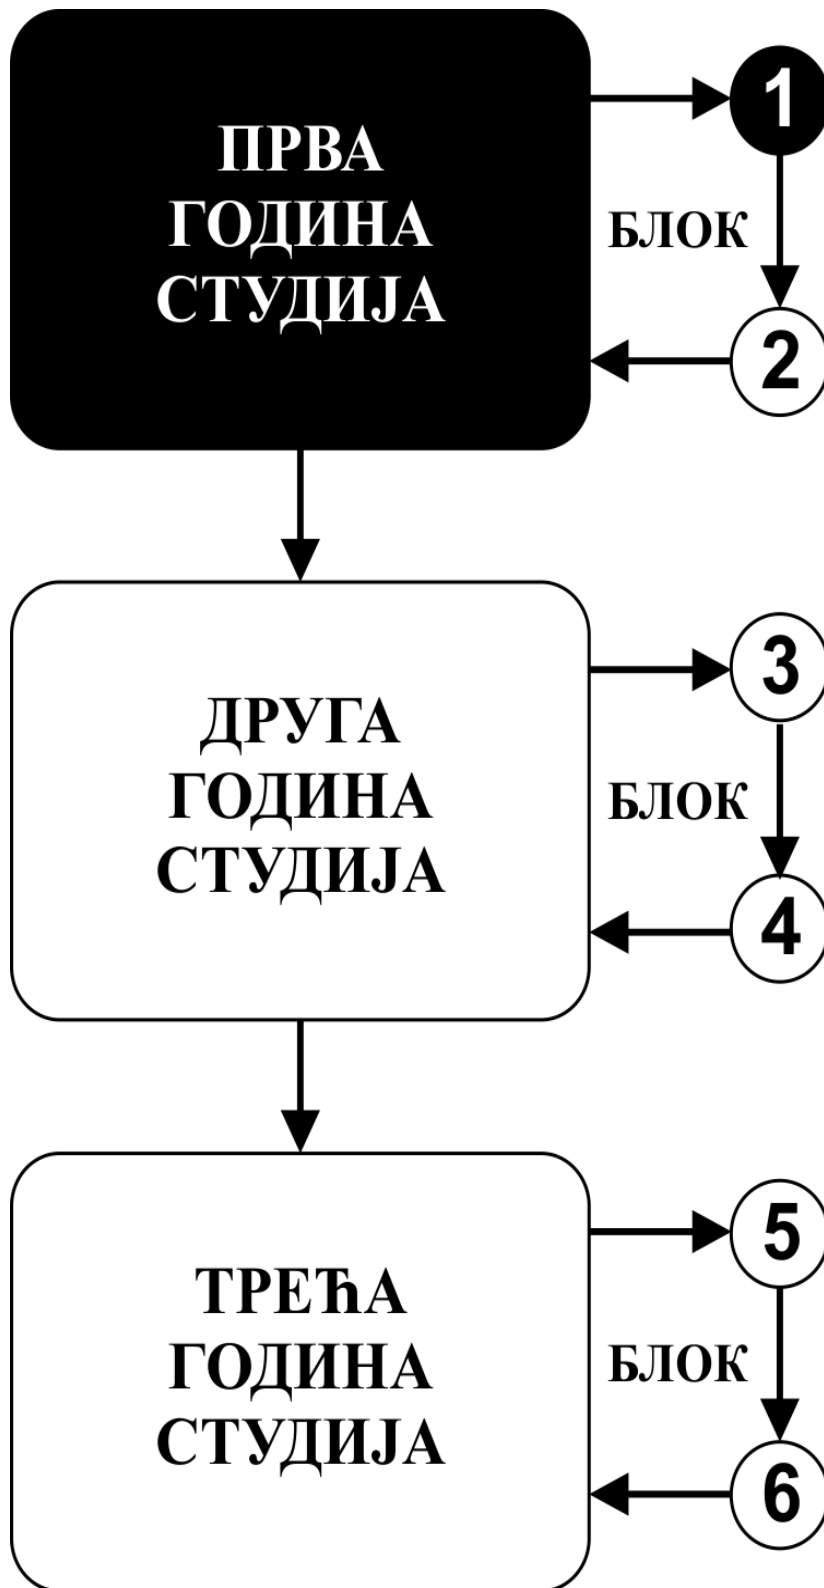 ПРВА
ГОДИНА
СТУДИЈА
1
БЛОК
2
ДРУГА
ГОДИНА
СТУДИЈА
3
БЛОК
4
ТРЕЋА
ГОДИНА
СТУДИЈА
5
БЛОК
6